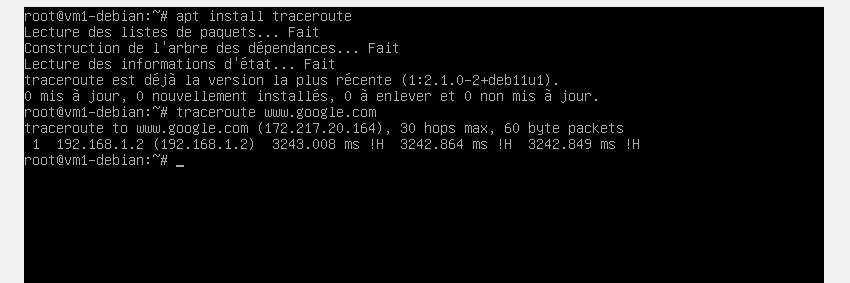 root@vm1-debian:~# apt install traceroute
Lecture des listes de paquets... Fait
Construction de l'arbre des dépendances... Fait
Lecture des informations d'état... Fait
traceroute est déjà la version la plus récente (1:2.1.0-2+deb11u1).
0 mis à jour, 0 nouvellement installés, 0 à enlever et 0 non mis à jour.
root@vm1-debian:~# traceroute www.google.com
traceroute to www.google.com (172.217.20.164), 30 hops max, 60 byte packets
 1  192.168.1.2 (192.168.1.2)  3243.008 ms !H  3242.864 ms !H  3242.849 ms !H
root@vm1-debian:~# _